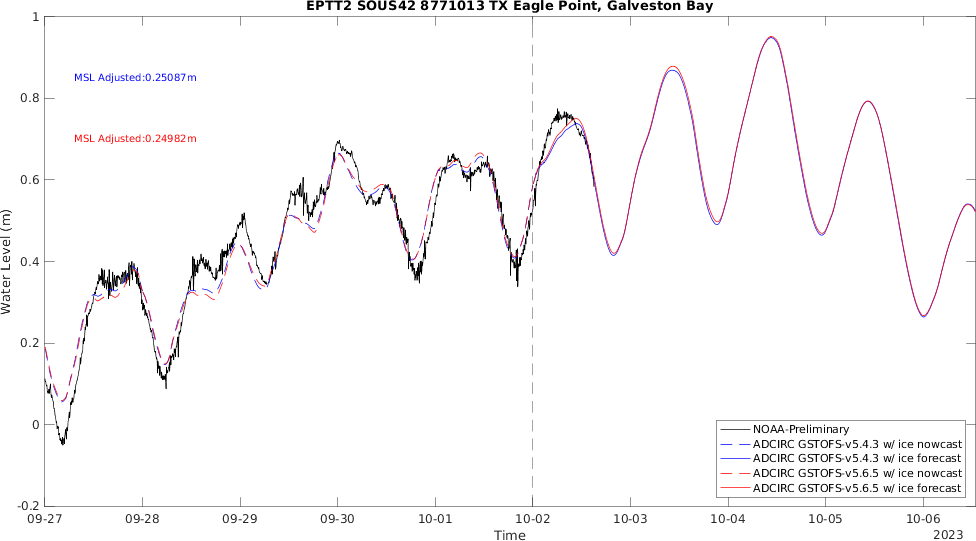 EPTT2 SOUS42 8771013 TX Eagle Point, Galveston Bay
1
0.8
0.6
0.4
0.2
0
-0.2
Water Level (m)
MSL Adjusted:0.25087m
MSL Adjusted:0.24982m
NOAA-Preliminary
ADCIRC GSTOFS-v5.4.3 w/ ice nowcast
ADCIRC GSTOFS-v5.4.3 w/ ice forecast
ADCIRC GSTOFS-v5.6.5 w/ ice nowcast
ADCIRC GSTOFS-v5.6.5 w/ ice forecast
09-27 09-28 09-29 09-30 10-01 10-02 10-03 10-04 10-05 10-06
Time
2023